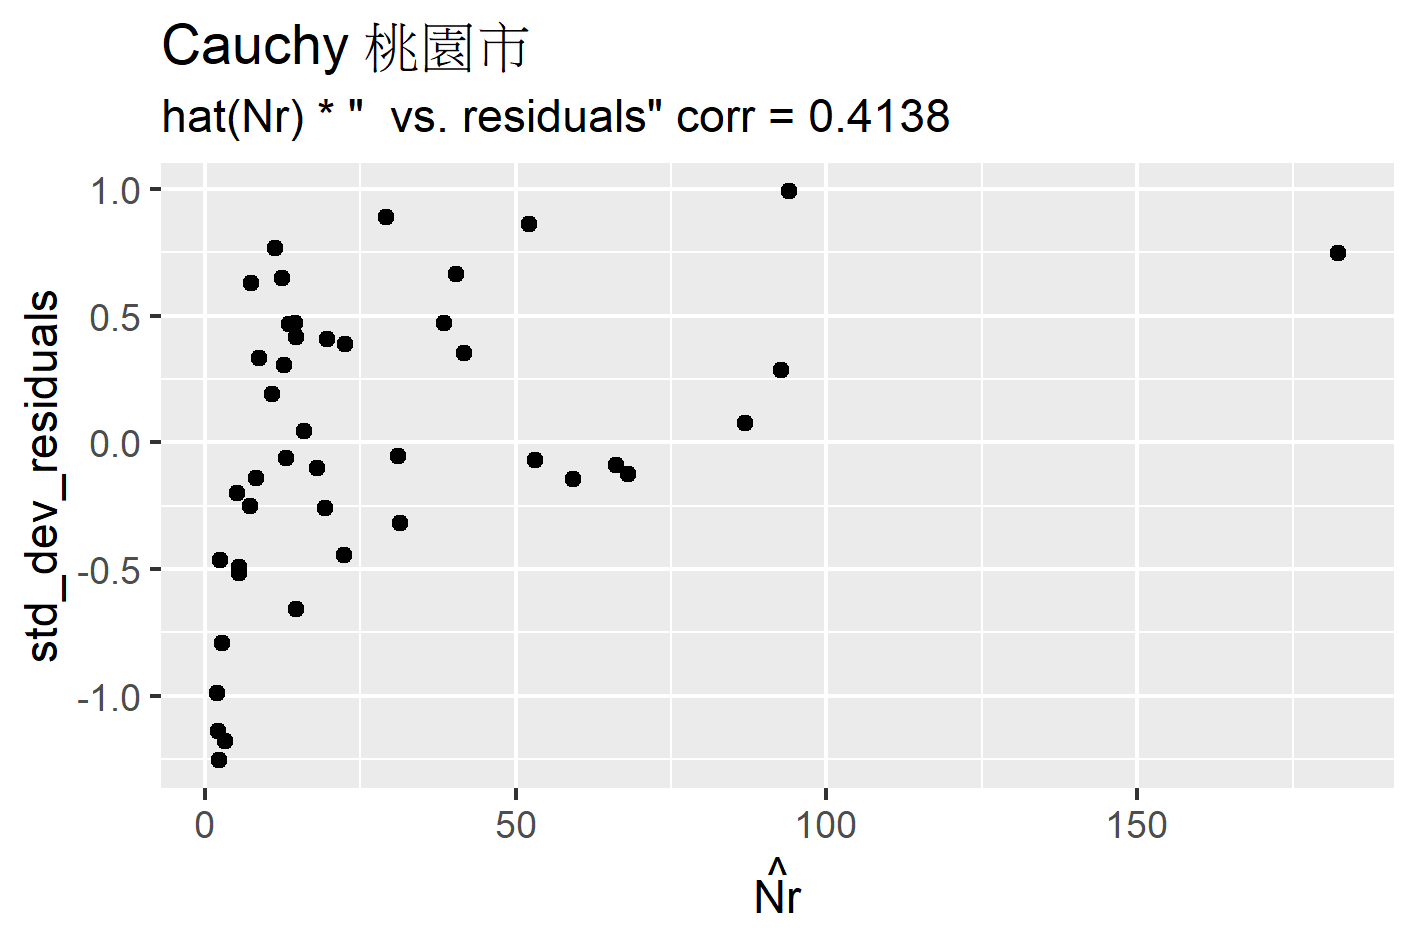 Cauchy 桃園市
hat(Nr) * "  vs. residuals" corr = 0.4138
std_dev_residuals
1.0
0.5
0.0
-0.5
-1.0
0
50
100
150
N̂r